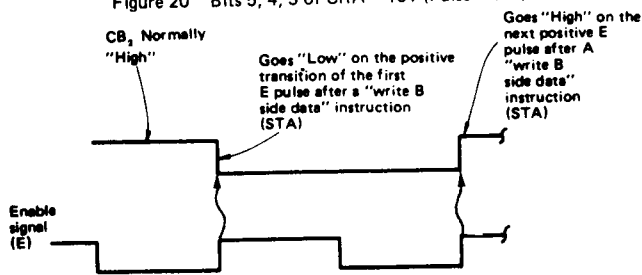 Figure 20 Bits 5, 4, 3 of CRA = 101 (Pulse
CB₂ Normally
"High"
Goes "Low" on the positive
transition of the first
E pulse after a "write B
side data" instruction
(STA)
Goes "High" on the
next positive E
pulse after A
"write B
side data"
instruction
(STA)
Enable
signal
(E)